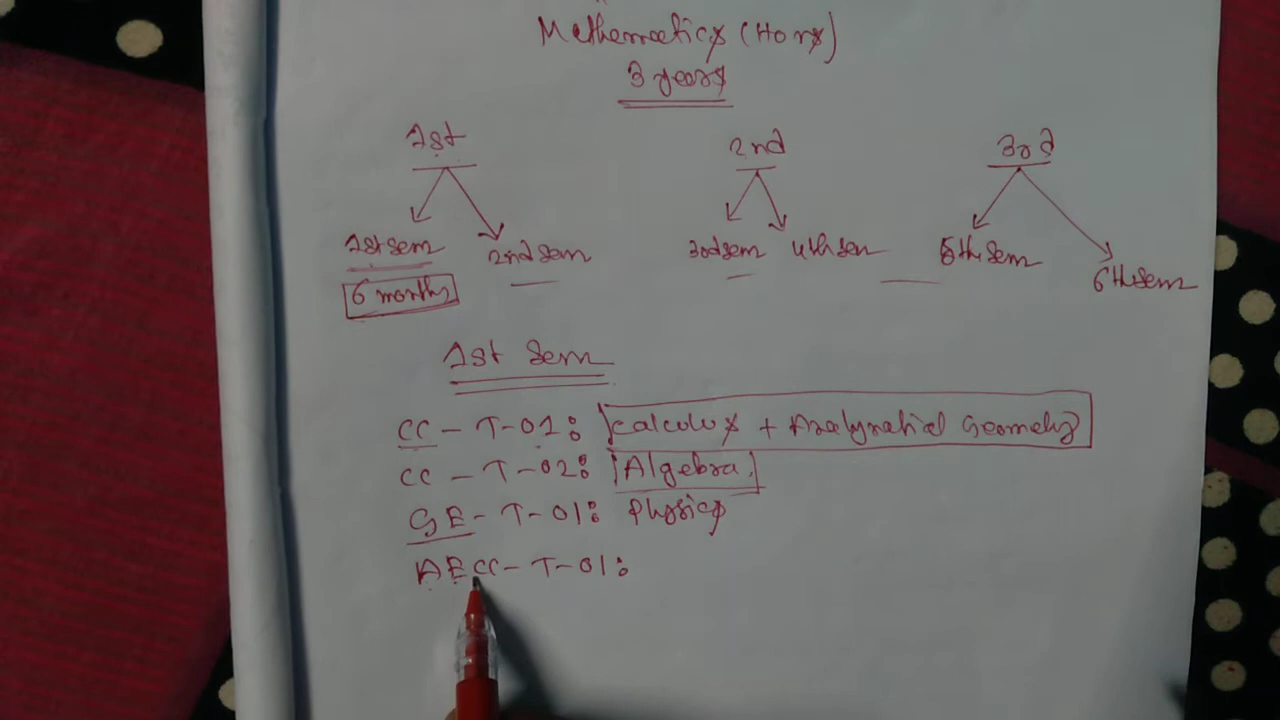 Mathematics (Hons)
3 years
1st 2nd 3rd
1st sem 2nd sem 3rd sem 4th sem 5th sem 6th sem
6 months
1st Sem
CC - T - 01: Calculus + Analytical Geometry
CC - T - 02: Algebra
GE - T - 01: Physics
AECC - T - 01: